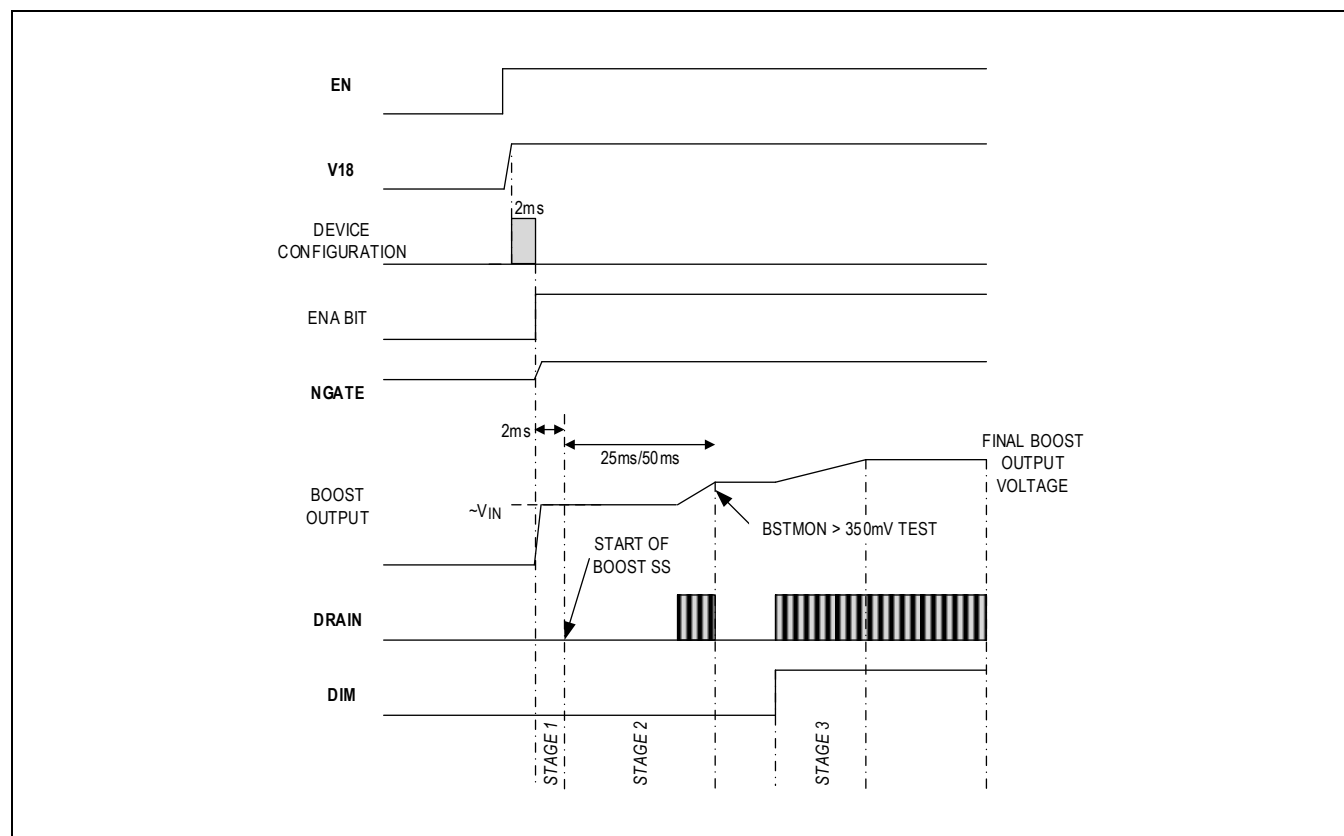 EN
V18
2ms
DEVICE
CONFIGURATION
ENA BIT
NGATE
2ms
25ms/50ms
FINAL BOOST
OUTPUT
VOLTAGE
BOOST
OUTPUT
~VIN
BSTMON > 350mV TEST
START OF
BOOST SS
DRAIN
DIM
STAGE 1
STAGE 2
STAGE 3